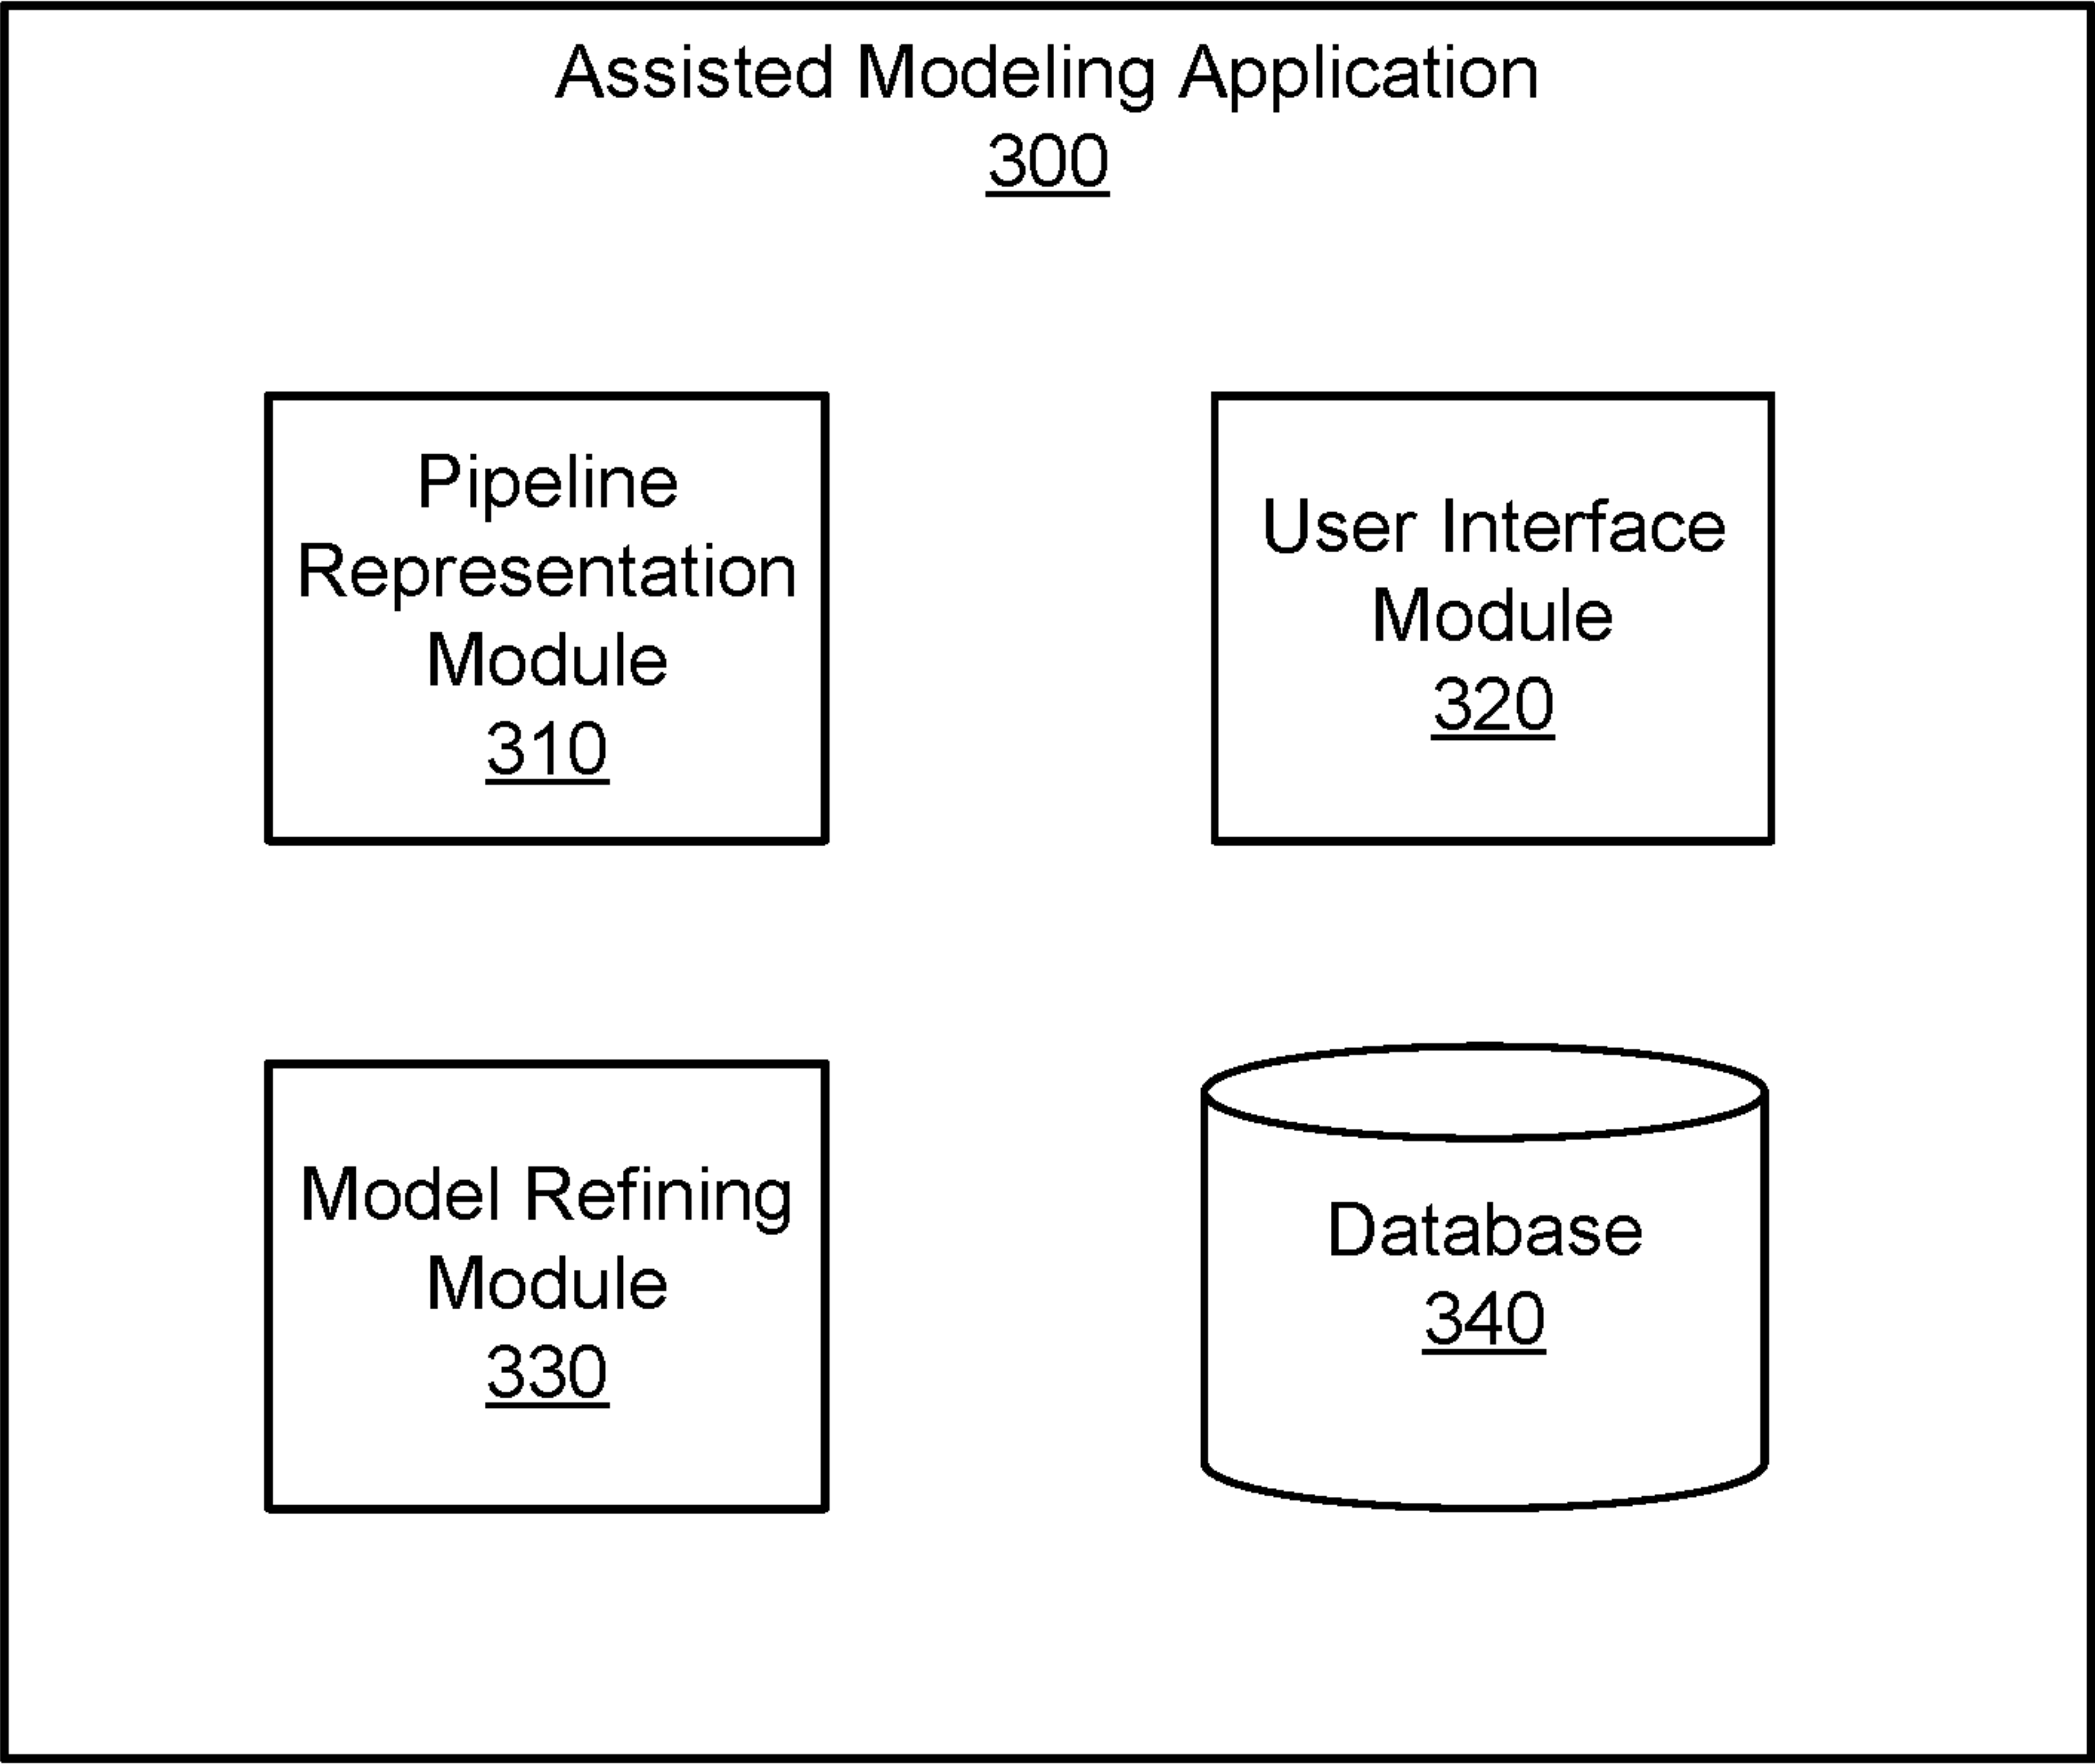 Assisted Modeling Application
300
Pipeline
Representation
Module
310
User Interface
Module
320
Model Refining
Module
330
Database
340